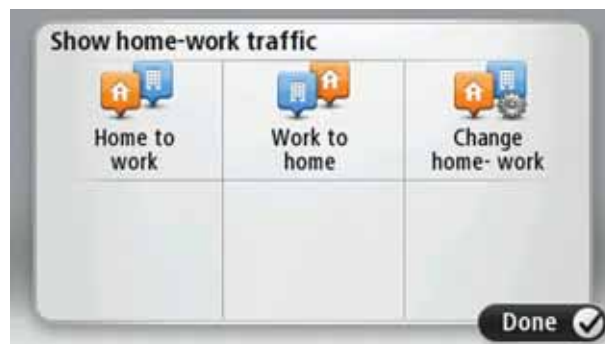 Show home-work traffic
Home to
work
Work to
home
Change
home- work
Done